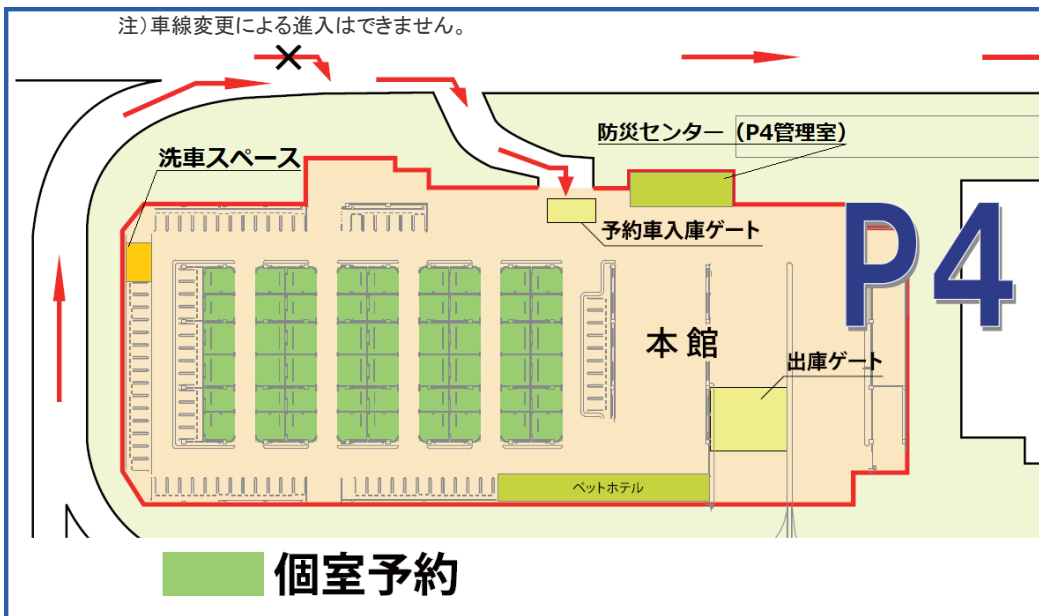 注）車線変更による進入はできません。
防災センター (P4管理室)
洗車スペース
予約車入庫ゲート
P4
本館
出庫ゲート
ペットホテル
個室予約